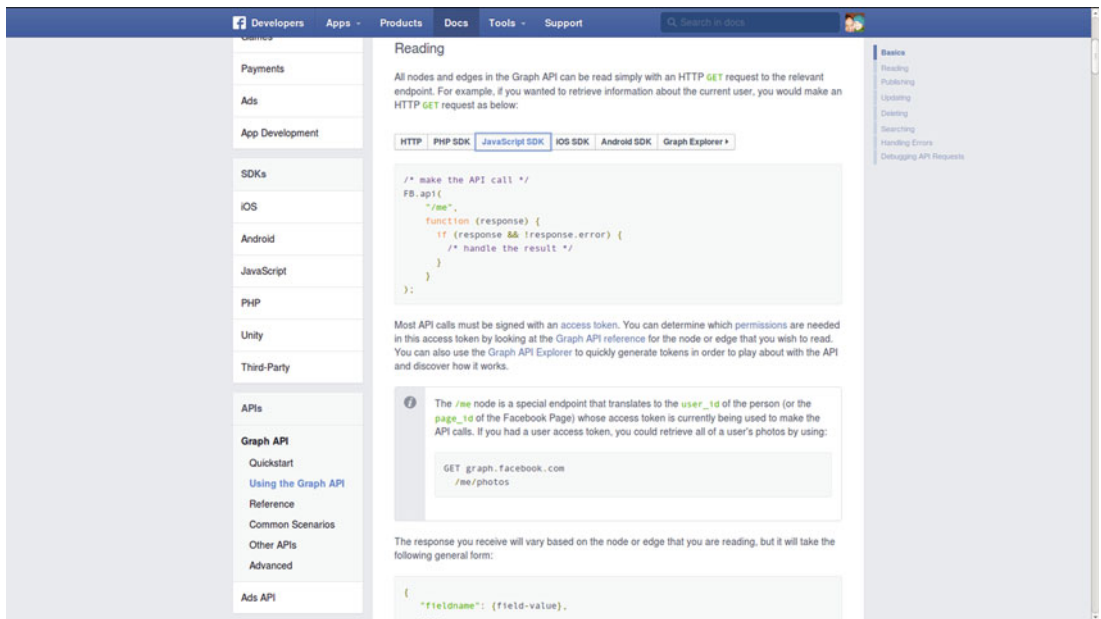 Developers Apps Products Docs Tools Support Search in docs
Games
Payments
Ads
App Development
SDKs
iOS
Android
JavaScript
PHP
Unity
Third-Party
APIs
Graph API
Quickstart
Using the Graph API
Reference
Common Scenarios
Other APIs
Advanced
Ads API
Reading
All nodes and edges in the Graph API can be read simply with an HTTP GET request to the relevant
endpoint. For example, if you wanted to retrieve information about the current user, you would make an
HTTP GET request as below:
HTTP PHP SDK JavaScript SDK iOS SDK Android SDK Graph Explorer
/* make the API call */
FB.api(
"/me",
function (response) {
if (response && !response.error) {
/* handle the result */
}
}
);
Most API calls must be signed with an access token. You can determine which permissions are needed
in this access token by looking at the Graph API reference for the node or edge that you wish to read.
You can also use the Graph API Explorer to quickly generate tokens in order to play about with the API
and discover how it works.
The /me node is a special endpoint that translates to the user_id of the person (or the
page_id of the Facebook Page) whose access token is currently being used to make the
API calls. If you had a user access token, you could retrieve all of a user's photos by using:
GET graph.facebook.com
/me/photos
The response you receive will vary based on the node or edge that you are reading, but it will take the
following general form:
{
"fieldname": {field-value},
Basics
Reading
Publishing
Updating
Deleting
Searching
Handling Errors
Debugging API Requests